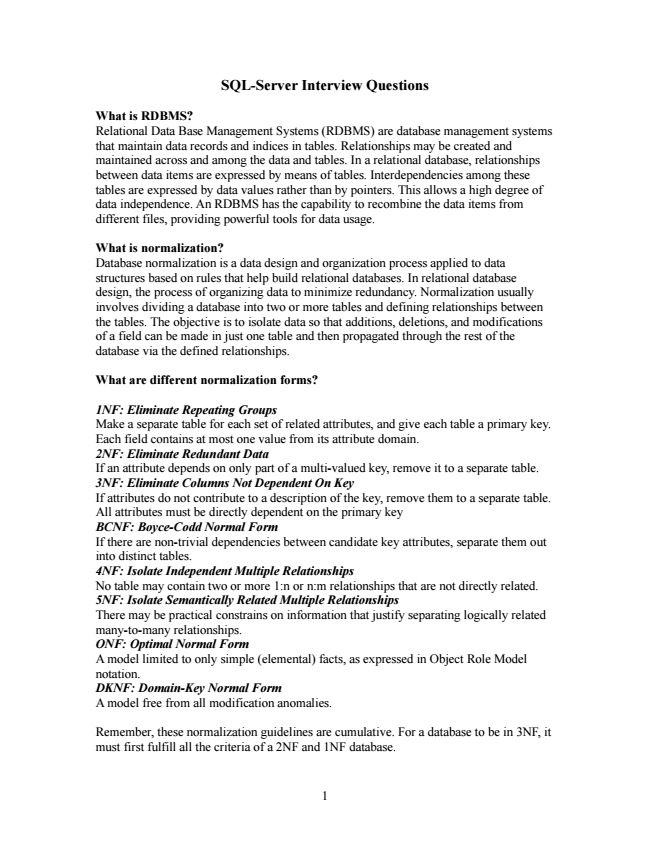 SQL-Server Interview Questions
What is RDBMS?
Relational Data Base Management Systems (RDBMS) are database management systems
that maintain data records and indices in tables. Relationships may be created and
maintained across and among the data and tables. In a relational database, relationships
between data items are expressed by means of tables. Interdependencies among these
tables are expressed by data values rather than by pointers. This allows a high degree of
data independence. An RDBMS has the capability to recombine the data items from
different files, providing powerful tools for data usage.
What is normalization?
Database normalization is a data design and organization process applied to data
structures based on rules that help build relational databases. In relational database
design, the process of organizing data to minimize redundancy. Normalization usually
involves dividing a database into two or more tables and defining relationships between
the tables. The objective is to isolate data so that additions, deletions, and modifications
of a field can be made in just one table and then propagated through the rest of the
database via the defined relationships.
What are different normalization forms?
1NF: Eliminate Repeating Groups
Make a separate table for each set of related attributes, and give each table a primary key.
Each field contains at most one value from its attribute domain.
2NF: Eliminate Redundant Data
If an attribute depends on only part of a multi-valued key, remove it to a separate table.
3NF: Eliminate Columns Not Dependent On Key
If attributes do not contribute to a description of the key, remove them to a separate table.
All attributes must be directly dependent on the primary key
BCNF: Boyce-Codd Normal Form
If there are non-trivial dependencies between candidate key attributes, separate them out
into distinct tables.
4NF: Isolate Independent Multiple Relationships
No table may contain two or more 1:n or n:m relationships that are not directly related.
5NF: Isolate Semantically Related Multiple Relationships
There may be practical constrains on information that justify separating logically related
many-to-many relationships.
ONF: Optimal Normal Form
A model limited to only simple (elemental) facts, as expressed in Object Role Model
notation.
DKNF: Domain-Key Normal Form
A model free from all modification anomalies.
Remember, these normalization guidelines are cumulative. For a database to be in 3NF, it
must first fulfill all the criteria of a 2NF and 1NF database.
1